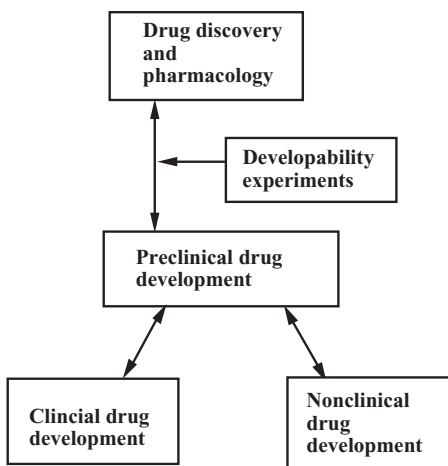 Drug discovery
and
pharmacology
Developability
experiments
Preclinical drug
development
Clincial drug
development
Nonclinical
drug
development